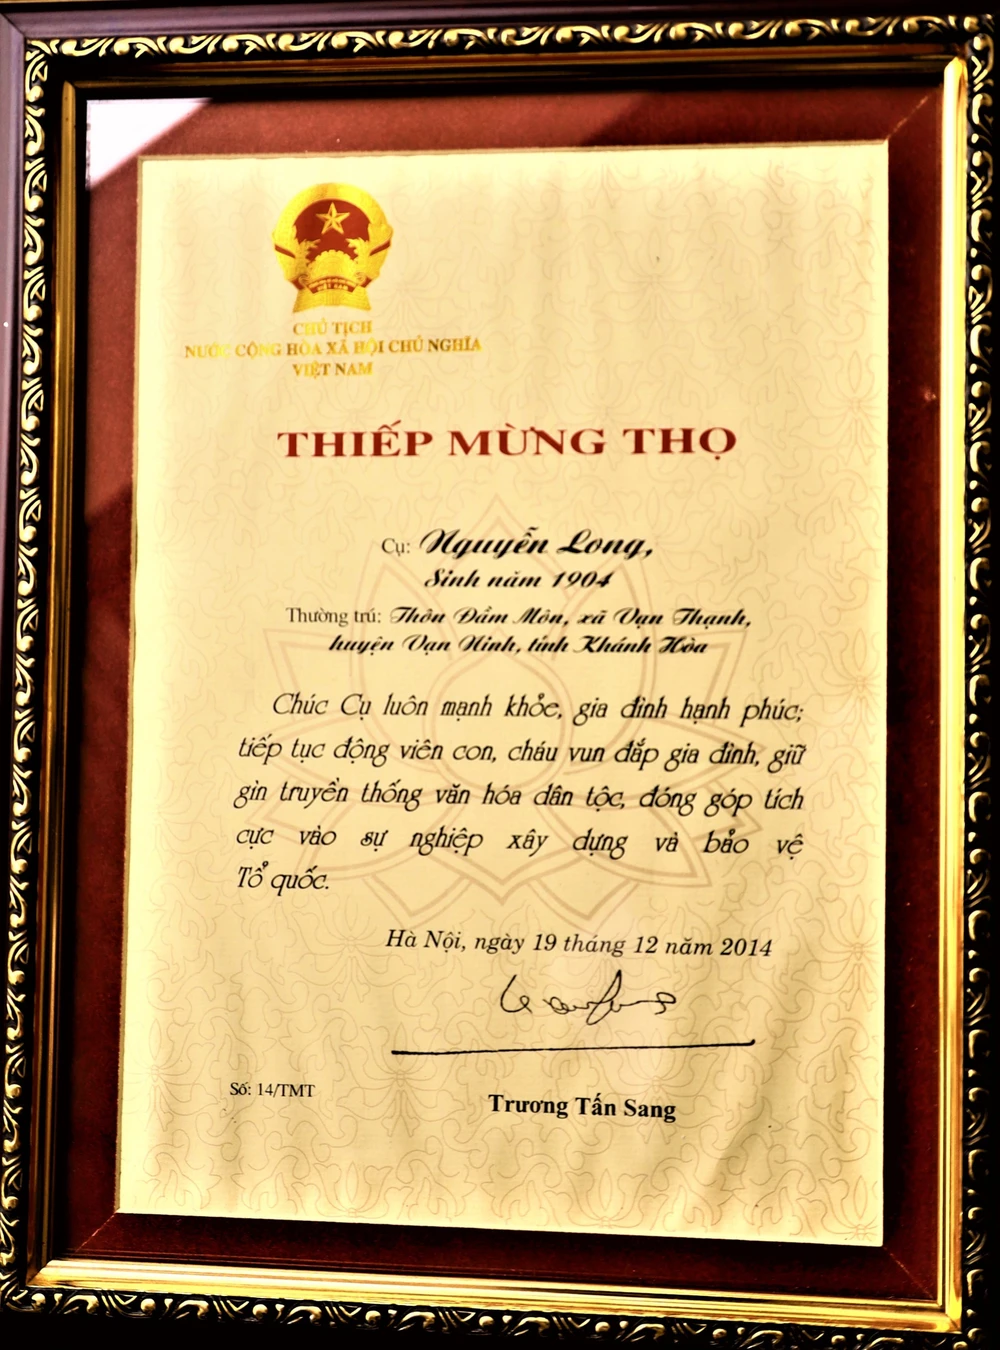 VIỆT NAM
CHỦ TỊCH
NƯỚC CỘNG HÒA XÃ HỘI CHỦ NGHĨA
VIỆT NAM
THIẾP MỪNG THỌ
Cụ: Nguyễn Long,
Sinh năm 1904
Thường trú: Thôn Đầm Môn, xã Vạn Thạnh,
huyện Vạn Ninh, tỉnh Khánh Hòa
Chúc Cụ luôn mạnh khỏe, gia đình hạnh phúc;
tiếp tục động viên con, cháu vun đắp gia đình, giữ
gìn truyền thống văn hóa dân tộc, đóng góp tích
cực vào sự nghiệp xây dựng và bảo vệ
Tổ quốc.
Hà Nội, ngày 19 tháng 12 năm 2014
Số: 14/TMT
Trương Tấn Sang